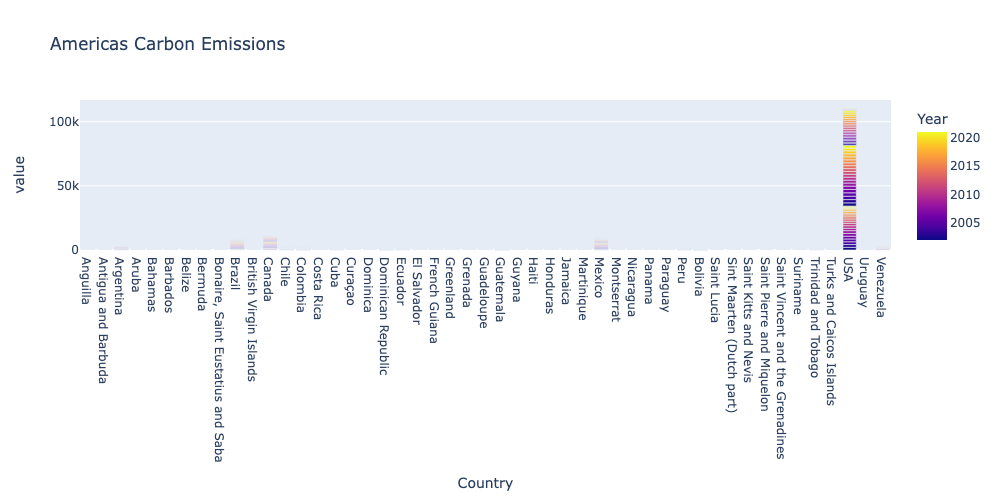 Americas Carbon Emissions
Year
2020
2015
2010
2005
value
100k
50k
0
Anguilla
Antigua and Barbuda
Argentina
Aruba
Bahamas
Barbados
Belize
Bermuda
Bonaire, Saint Eustatius and Saba
Brazil
British Virgin Islands
Canada
Chile
Colombia
Costa Rica
Cuba
Curaçao
Dominica
Dominican Republic
Ecuador
El Salvador
French Guiana
Greenland
Grenada
Guadeloupe
Guatemala
Guyana
Haiti
Honduras
Jamaica
Martinique
Mexico
Montserrat
Nicaragua
Panama
Paraguay
Peru
Bolivia
Saint Lucia
Sint Maarten (Dutch part)
Saint Kitts and Nevis
Saint Pierre and Miquelon
Saint Vincent and the Grenadines
Suriname
Trinidad and Tobago
Turks and Caicos Islands
USA
Uruguay
Venezuela
Country